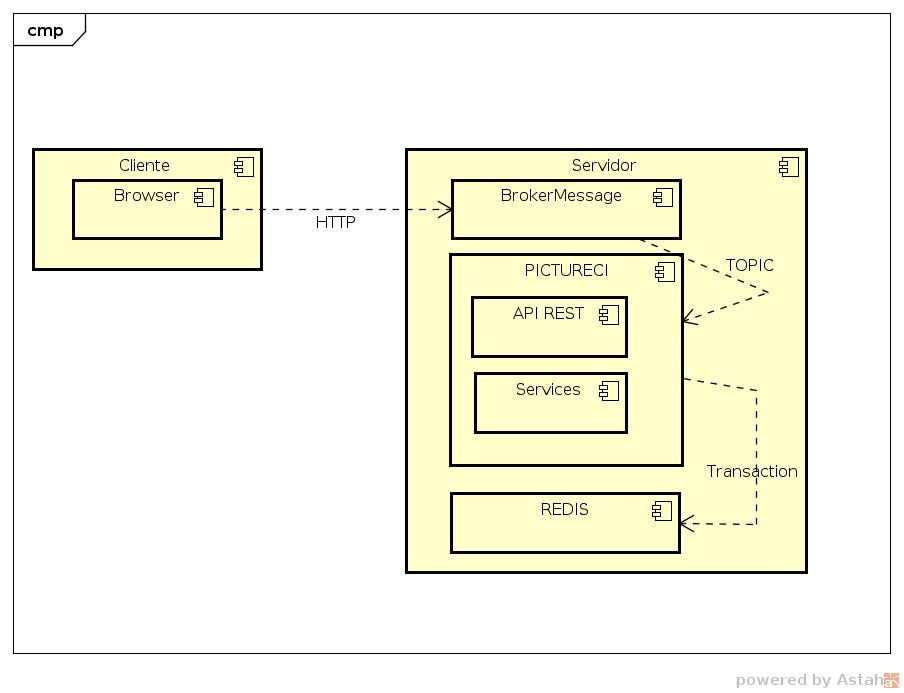 cmp
Cliente
Browser
HTTP
Servidor
BrokerMessage
TOPIC
PICTURECI
API REST
Services
Transaction
REDIS
powered by Astah